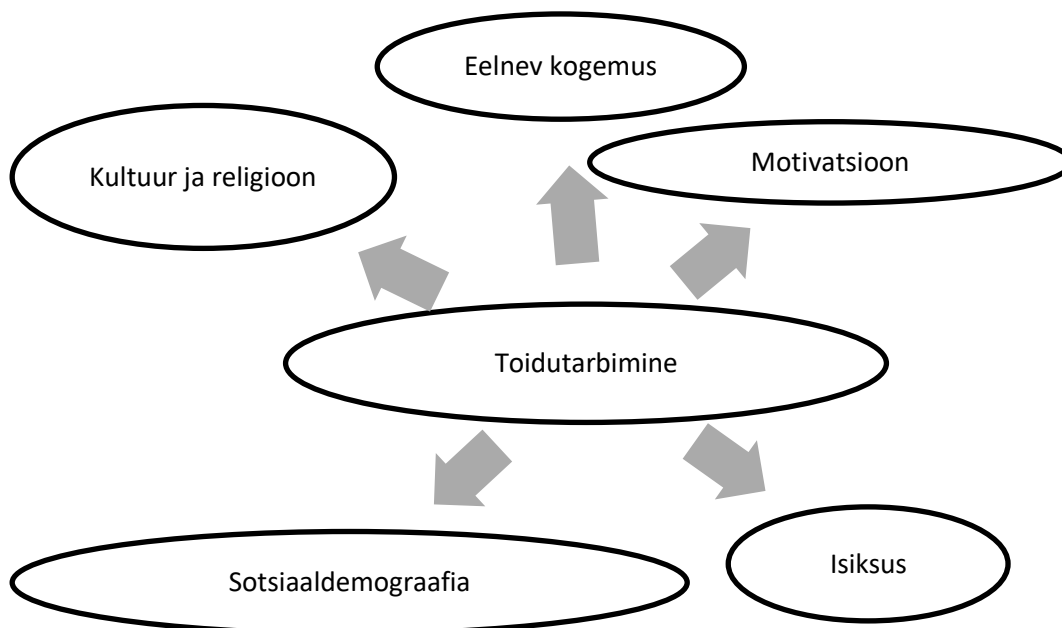 Eelnev kogemus
Kultuur ja religioon
Motivatsioon
Toidutarbimine
Sotsiaaldemograafia
Isiksus